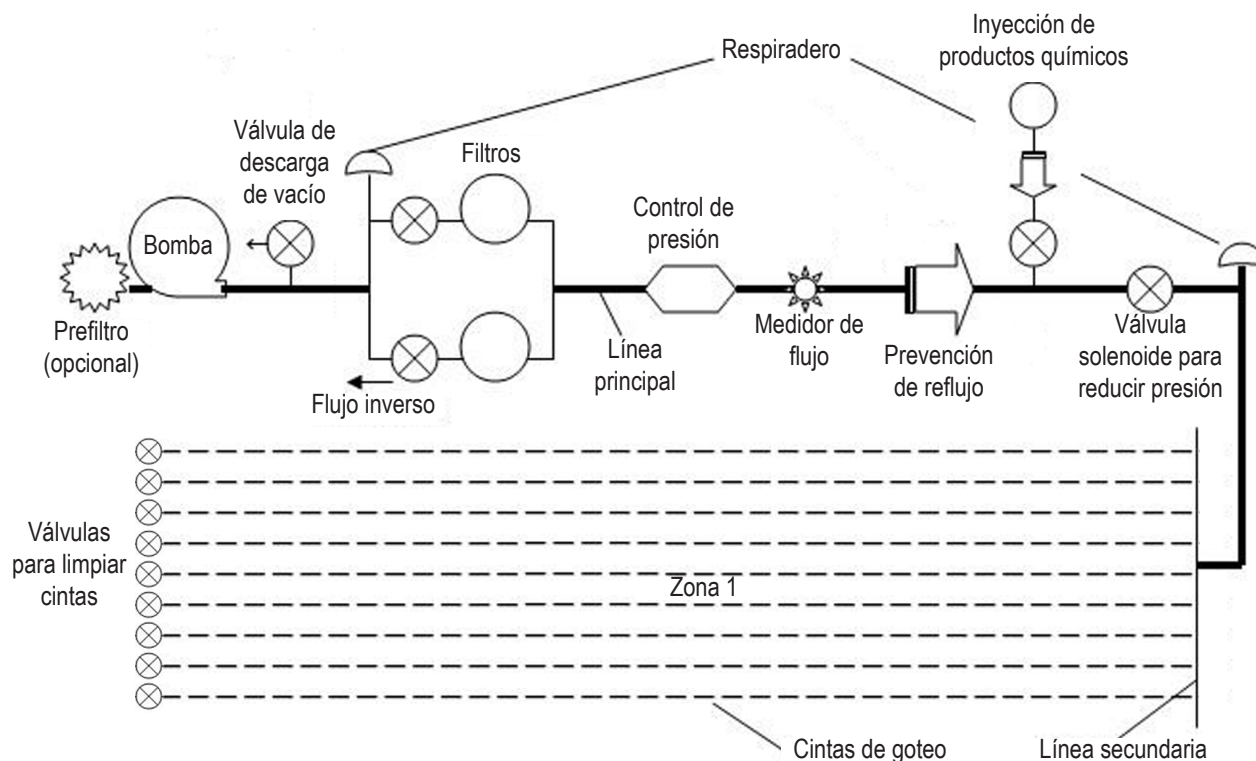 Inyección de
productos químicos
Respiradero
Válvula de
descarga
de vacío
Filtros
Control de
presión
Bomba
Prefiltro
(opcional)
Flujo inverso
Línea
principal
Medidor de
flujo
Prevención
de reflujo
Válvula
solenoide para
reducir presión
Válvulas
para limpiar
cintas
Zona 1
Cintas de goteo
Línea secundaria